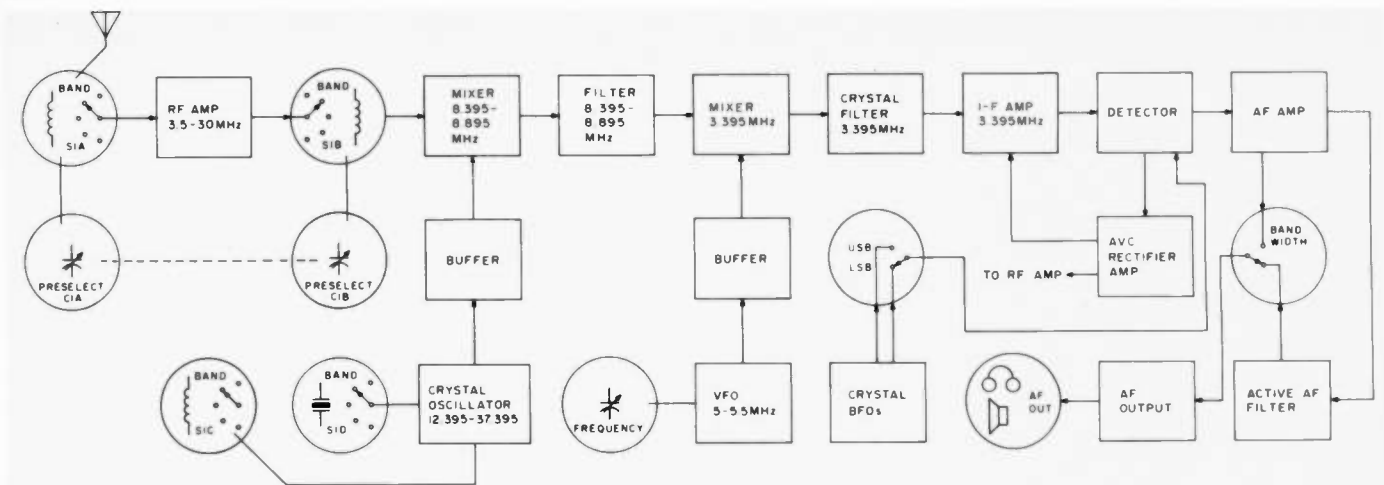 BAND
S1A
RF AMP
3.5-30MHz
BAND
S1B
MIXER
8.395-
8.895
MHz
FILTER
8.395-
8.895
MHz
MIXER
3.395MHz
CRYSTAL
FILTER
3.395MHz
I-F AMP
3.395MHz
DETECTOR
AF AMP
PRESELECT
C1A
PRESELECT
C1B
BUFFER
BUFFER
USB
LSB
TO RF AMP
AVC
RECTIFIER
AMP
BAND
WIDTH
BAND
S1C
BAND
S1D
CRYSTAL
OSCILLATOR
12.395-37.395
FREQUENCY
VFO
5-5.5MHz
CRYSTAL
BFOs
AF
OUT
AF
OUTPUT
ACTIVE AF
FILTER